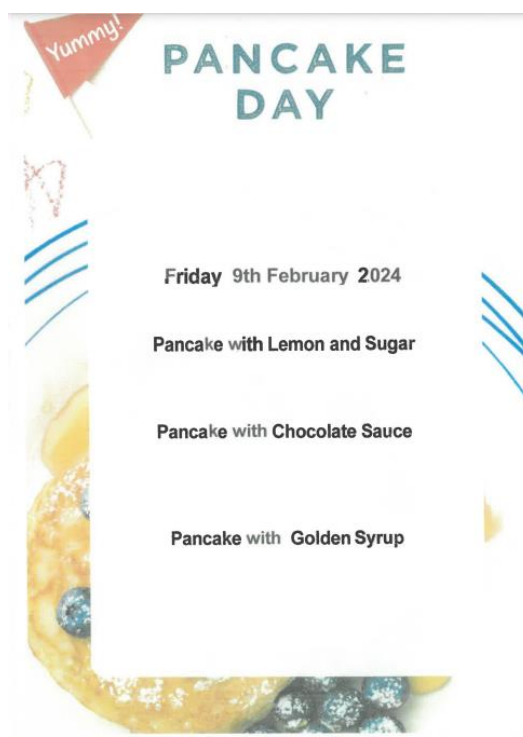 Yummy!
PANCAKE
DAY
Friday 9th February 2024
Pancake with Lemon and Sugar
Pancake with Chocolate Sauce
Pancake with Golden Syrup